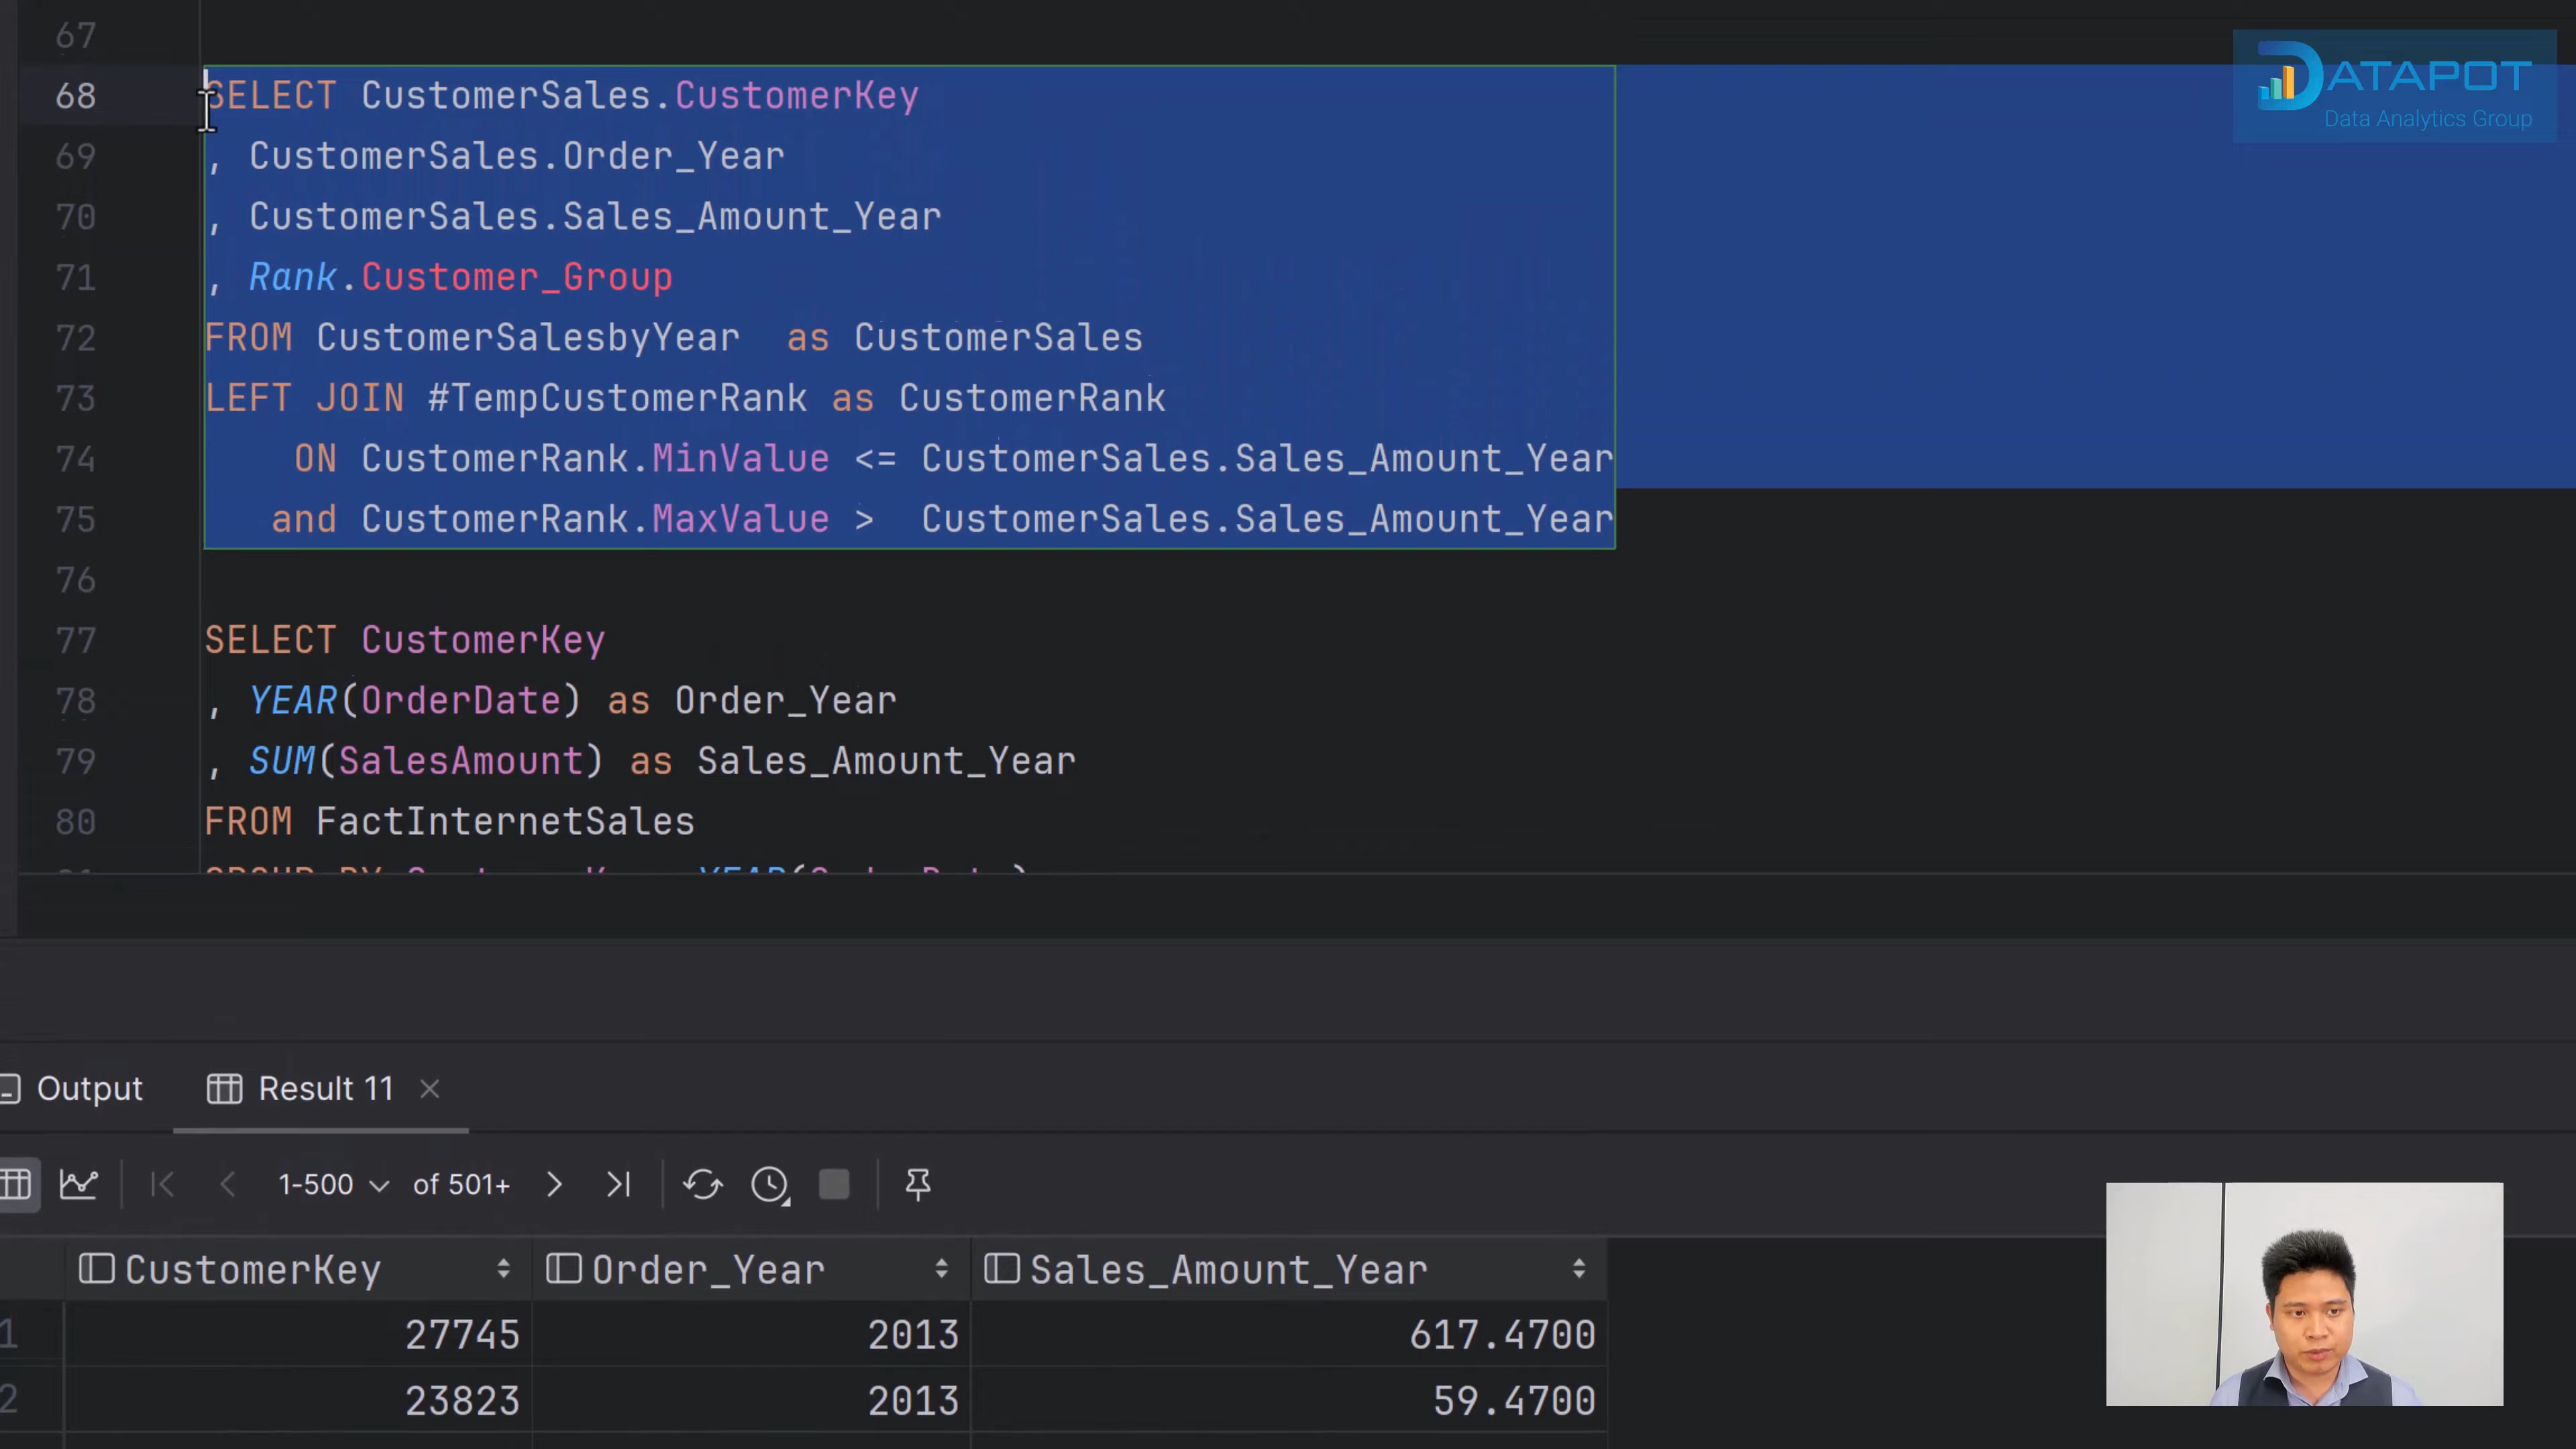 67
68 SELECT CustomerSales.CustomerKey
69 , CustomerSales.Order_Year
70 , CustomerSales.Sales_Amount_Year
71 , Rank.Customer_Group
72 FROM CustomerSalesbyYear  as CustomerSales
73 LEFT JOIN #TempCustomerRank as CustomerRank
74 ON CustomerRank.MinValue <= CustomerSales.Sales_Amount_Year
75 and CustomerRank.MaxValue >  CustomerSales.Sales_Amount_Year
76
77 SELECT CustomerKey
78 , YEAR(OrderDate) as Order_Year
79 , SUM(SalesAmount) as Sales_Amount_Year
80 FROM FactInternetSales
DATAPOT
Data Analytics Group
Output Result 11
1-500 of 501+
CustomerKey Order_Year Sales_Amount_Year
1 27745 2013 617.4700
2 23823 2013 59.4700